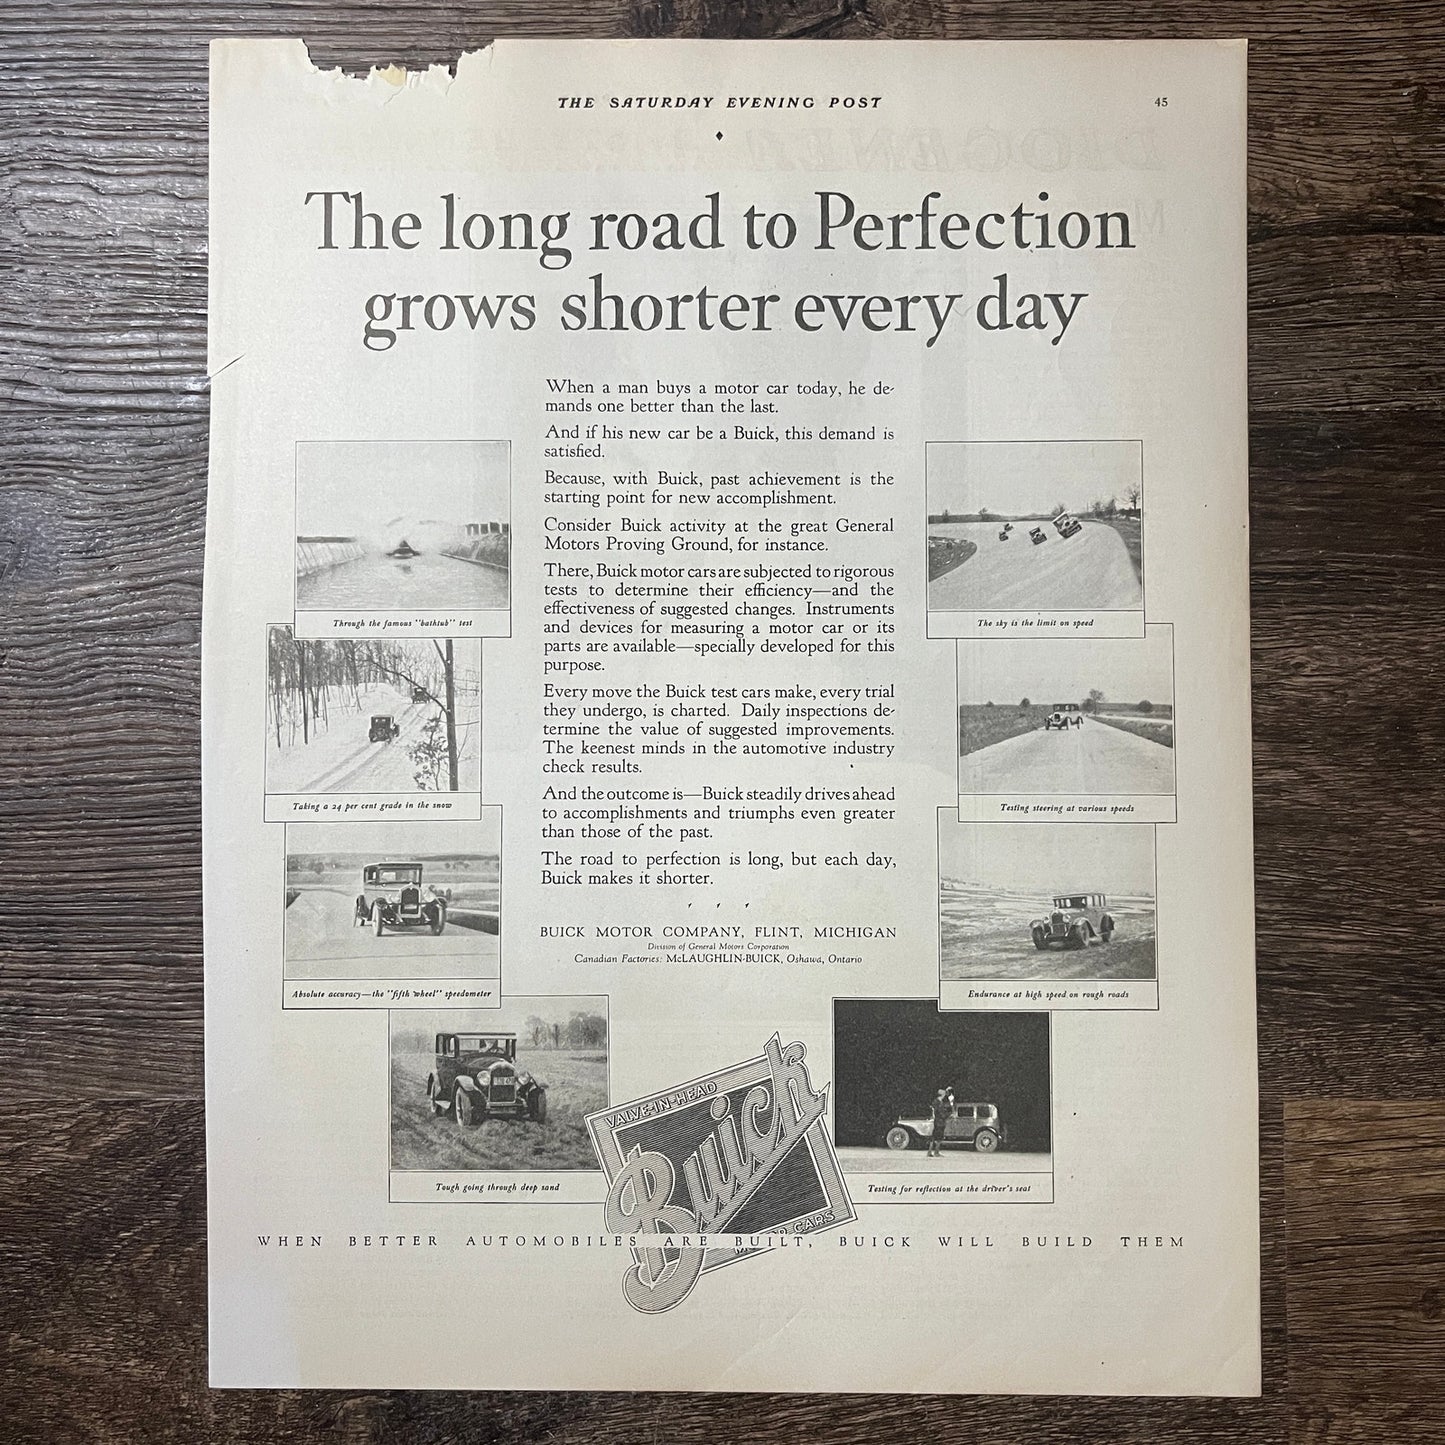 THE SATURDAY EVENING POST
45
The long road to Perfection
grows shorter every day
When a man buys a motor car today, he de-
mands one better than the last.
And if his new car be a Buick, this demand is
satisfied.
Because, with Buick, past achievement is the
starting point for new accomplishment.
Consider Buick activity at the great General
Motors Proving Ground, for instance.
There, Buick motor cars are subjected to rigorous
tests to determine their efficiency—and the
effectiveness of suggested changes. Instruments
and devices for measuring a motor car or its
parts are available—specially developed for this
purpose.
Every move the Buick test cars make, every trial
they undergo, is charted. Daily inspections de-
termine the value of suggested improvements.
The keenest minds in the automotive industry
check results.
And the outcome is—Buick steadily drives ahead
to accomplishments and triumphs even greater
than those of the past.
The road to perfection is long, but each day,
Buick makes it shorter.
BUICK MOTOR COMPANY, FLINT, MICHIGAN
Division of General Motors Corporation
Canadian Factories: McLAUGHLIN-BUICK, Oshawa, Ontario
Through the famous "bathtub" test
Taking a 24 per cent grade in the snow
Absolute accuracy—the "fifth wheel" speedometer
Tough going through deep sand
The sky is the limit on speed
Testing steering at various speeds
Endurance at high speed on rough roads
Testing for reflection at the driver's seat
VALVE-IN-HEAD
Buick
MOTOR CARS
WHEN BETTER AUTOMOBILES ARE BUILT, BUICK WILL BUILD THEM